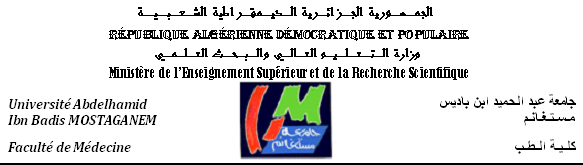 الجمهورية الجزائرية الديمقراطية الشعبية
RÉPUBLIQUE ALGÉRIENNE DÉMOCRATIQUE ET POPULAIRE
وزارة التعليم العالي والبحث العلمي
Ministère de l'Enseignement Supérieur et de la Recherche Scientifique
Université Abdelhamid
Ibn Badis MOSTAGANEM
Faculté de Médecine
جامعة عبد الحميد ابن باديس
مستغانم
كلية الطب
جامعة
مستغانم